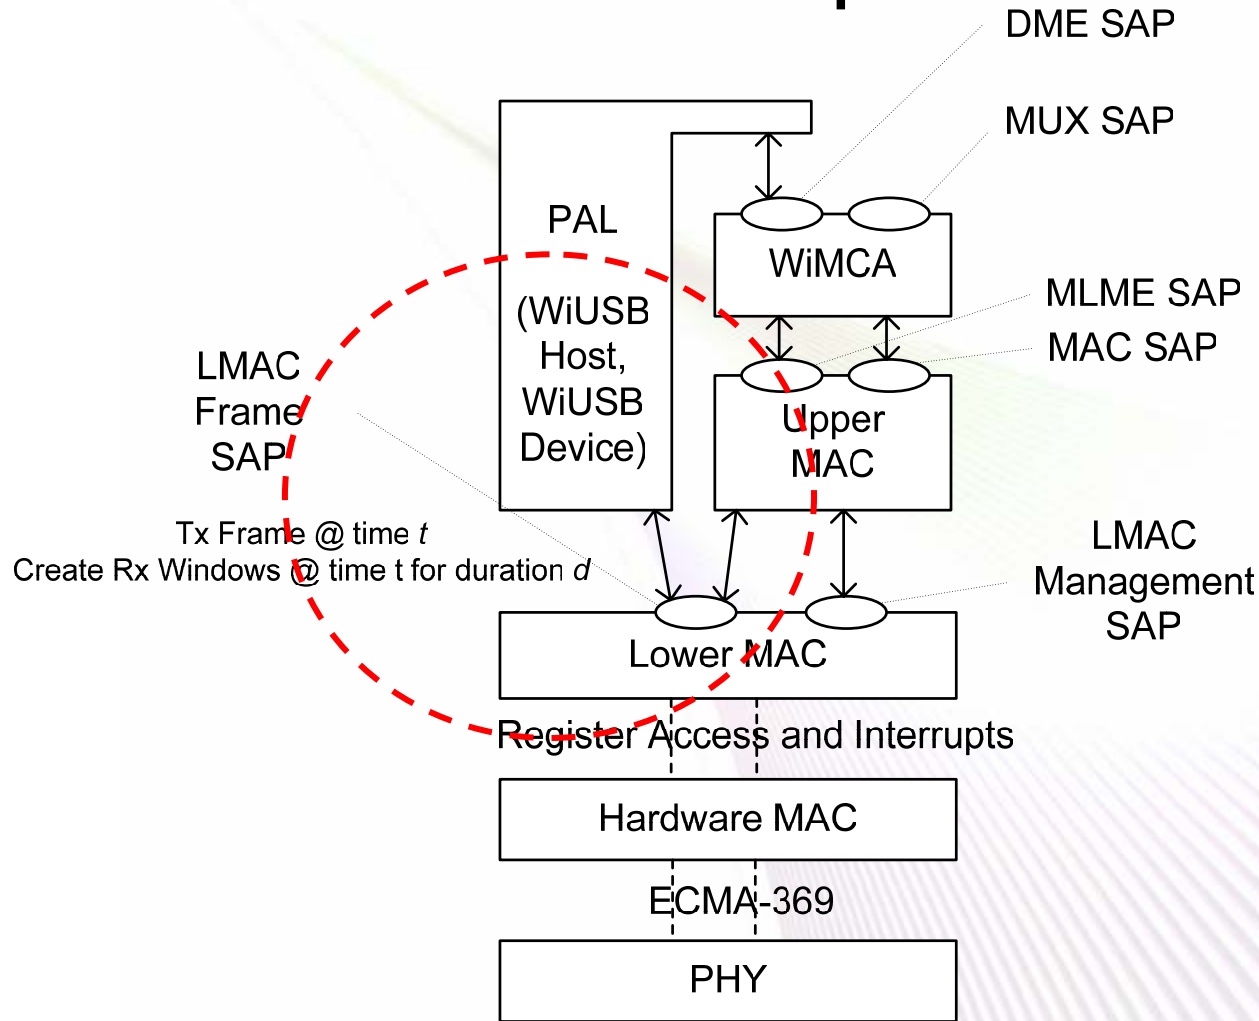 DME SAP
MUX SAP
PAL
WiMCA
(WiUSB
Host,
WiUSB
Device)
MLME SAP
MAC SAP
LMAC
Frame
SAP
Upper
MAC
Tx Frame @ time t
Create Rx Windows @ time t for duration d
LMAC
Management
SAP
Lower MAC
Register Access and Interrupts
Hardware MAC
ECMA-369
PHY